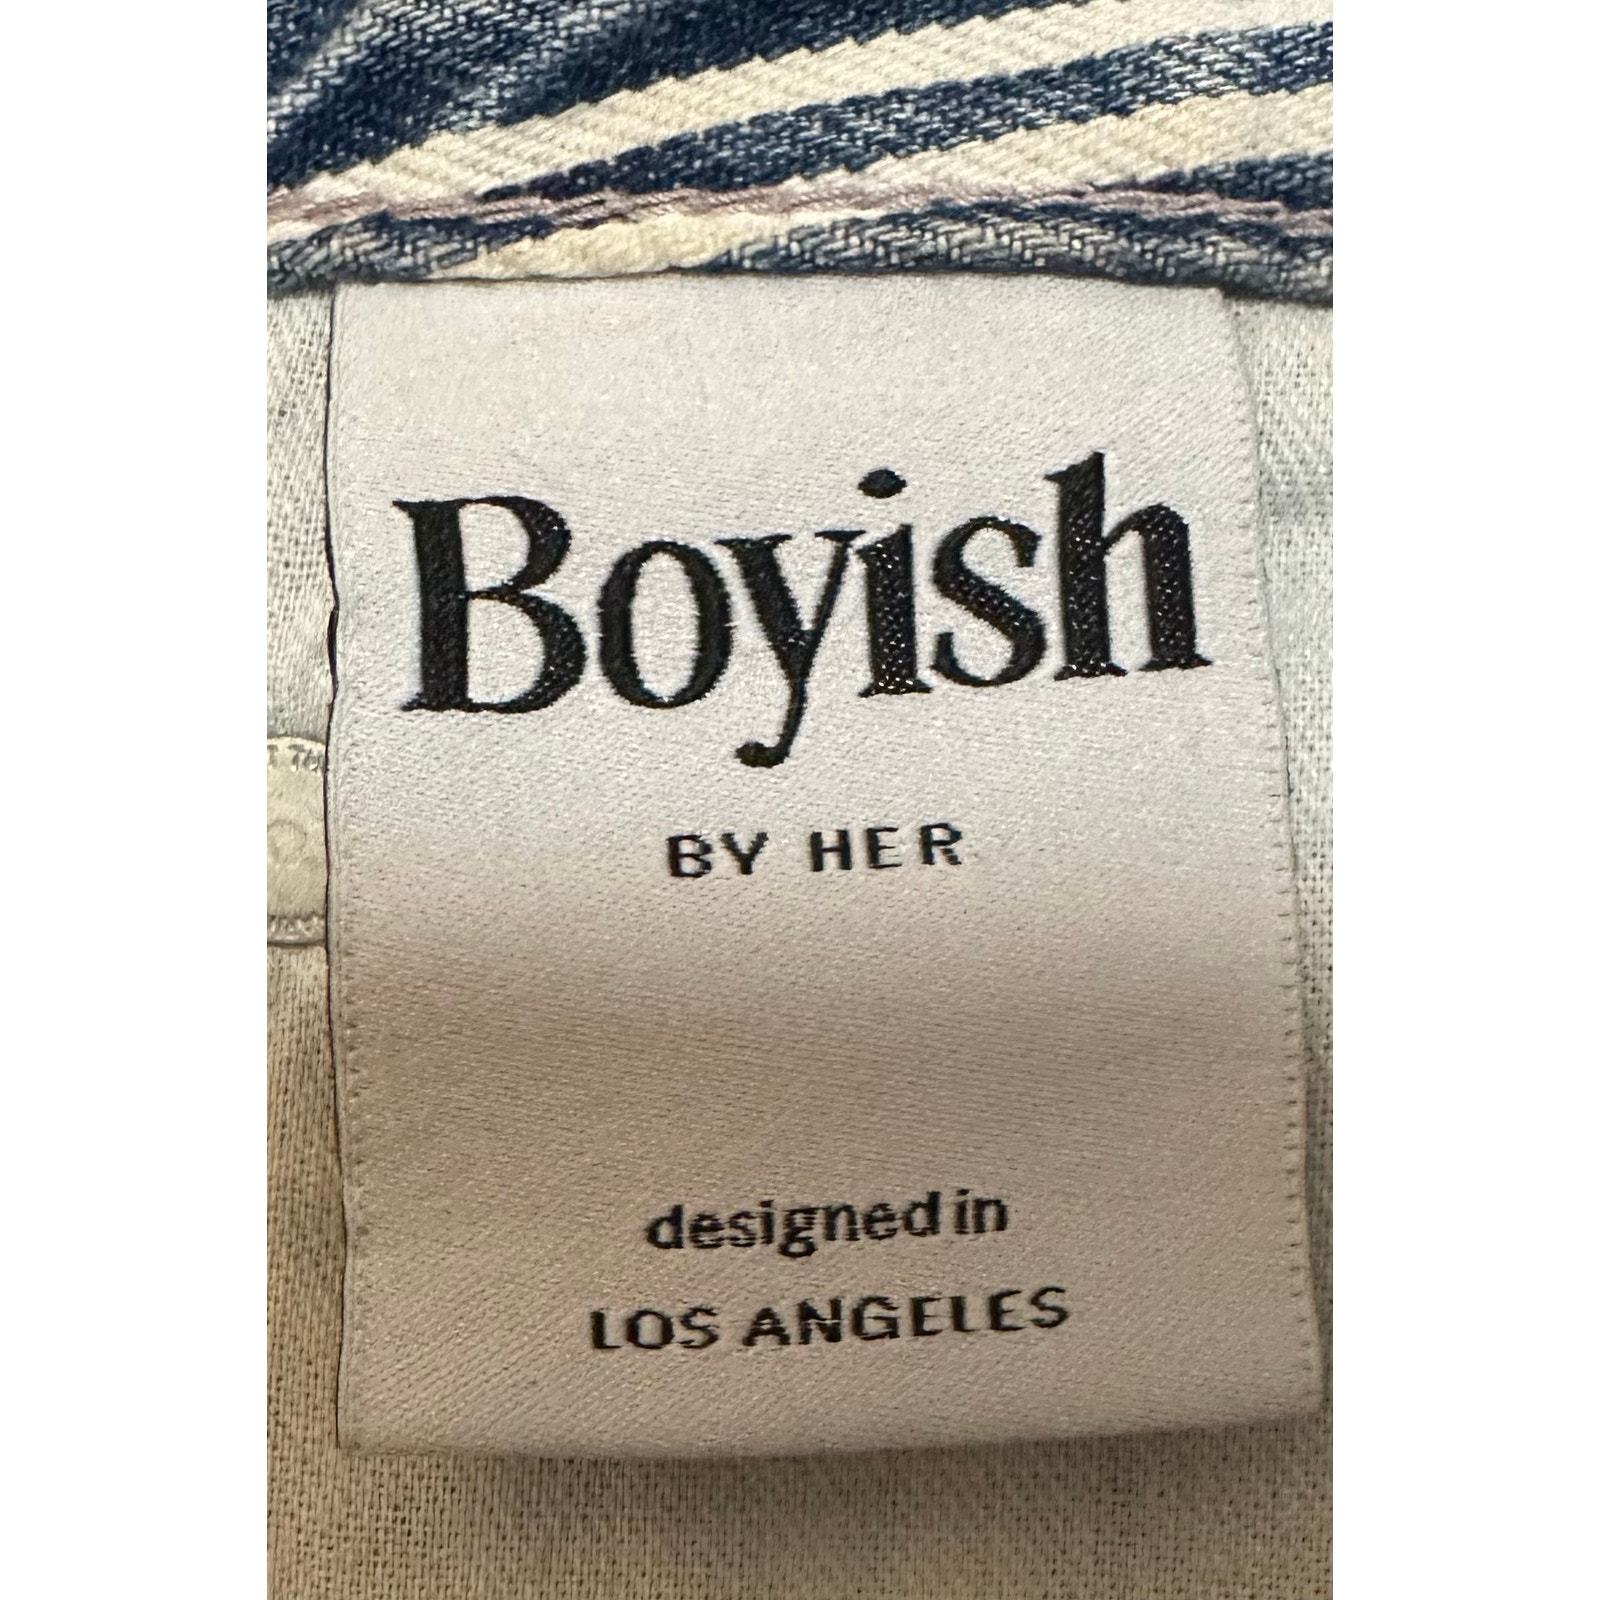 Boyish
BY HER
designed in
LOS ANGELES